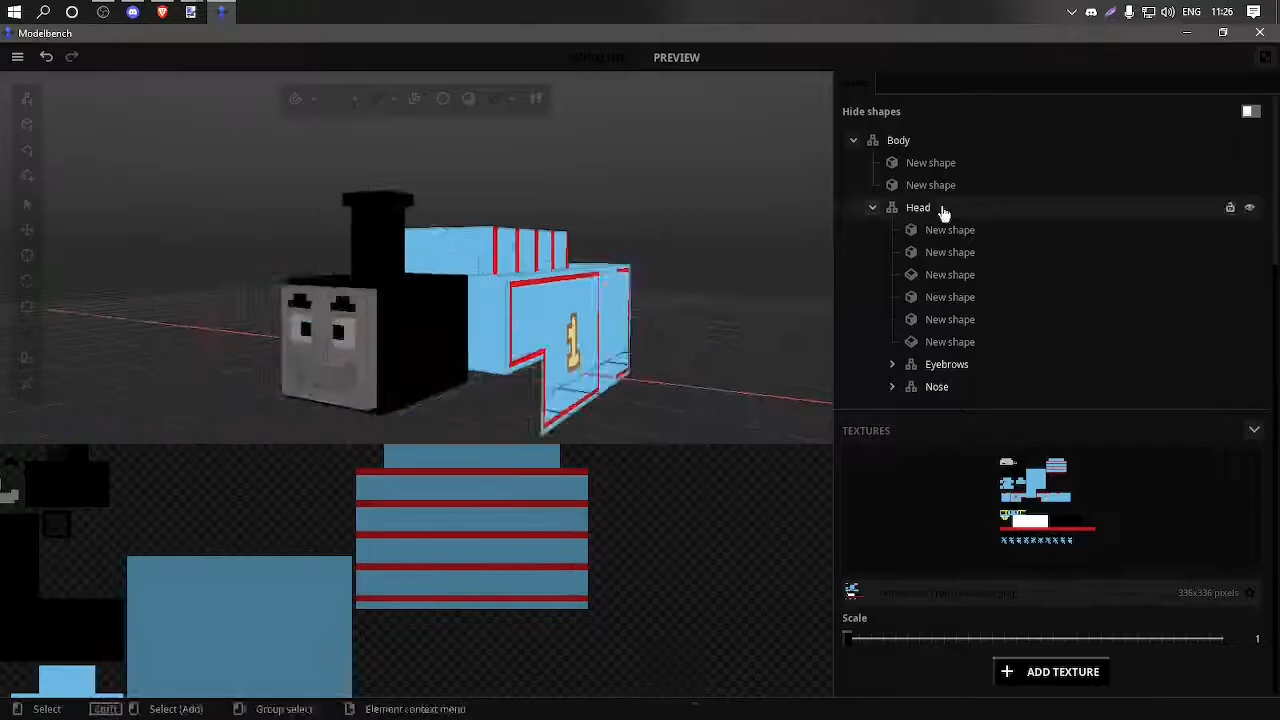 ENG 11:26
Modelbench
PREVIEW
Hide shapes
Body
New shape
New shape
Head
New shape
New shape
New shape
New shape
New shape
New shape
Eyebrows
Nose
1
TEXTURES
336x336 pixels
Scale
1
ADD TEXTURE
Select
Shift
Select (Add)
Group select
Element context menu